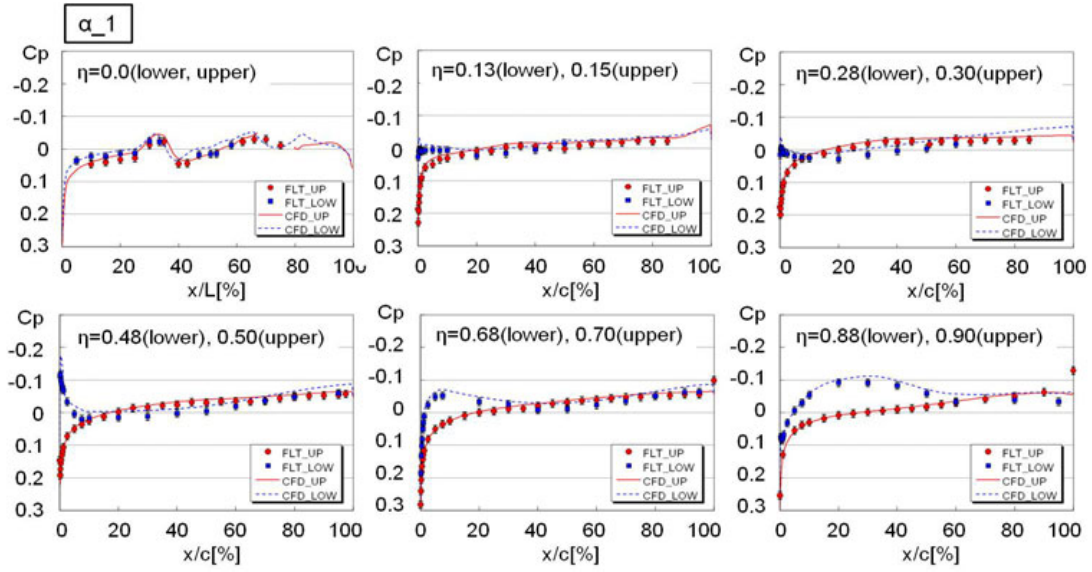 α_1
Cp
η=0.0(lower, upper)
-0.2
-0.1
0
0.1
0.2
0.3
FLT_UP
FLT_LOW
CFD_UP
CFD_LOW
0 20 40 60 80 100
x/L[%]
Cp
η=0.13(lower), 0.15(upper)
-0.2
-0.1
0
0.1
0.2
0.3
FLT_UP
FLT_LOW
CFD_UP
CFD_LOW
0 20 40 60 80 100
x/c[%]
Cp
η=0.28(lower), 0.30(upper)
-0.2
-0.1
0
0.1
0.2
0.3
FLT_UP
FLT_LOW
CFD_UP
CFD_LOW
0 20 40 60 80 100
x/c[%]
Cp
η=0.48(lower), 0.50(upper)
-0.2
-0.1
0
0.1
0.2
0.3
FLT_UP
FLT_LOW
CFD_UP
CFD_LOW
0 20 40 60 80 100
x/c[%]
Cp
η=0.68(lower), 0.70(upper)
-0.2
-0.1
0
0.1
0.2
0.3
FLT_UP
FLT_LOW
CFD_UP
CFD_LOW
0 20 40 60 80 100
x/c[%]
Cp
η=0.88(lower), 0.90(upper)
-0.2
-0.1
0
0.1
0.2
0.3
FLT_UP
FLT_LOW
CFD_UP
CFD_LOW
0 20 40 60 80 100
x/c[%]